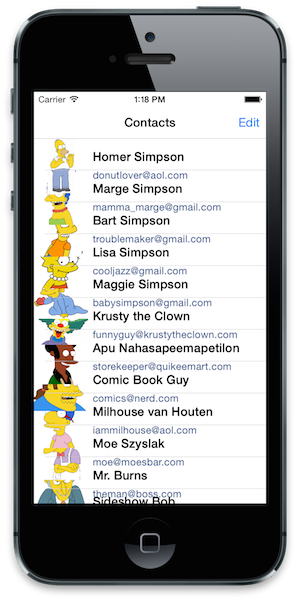 Carrier 1:18 PM
Contacts Edit
Homer Simpson
donutlover@aol.com
Marge Simpson
mamma_marge@gmail.com
Bart Simpson
troublemaker@gmail.com
Lisa Simpson
cooljazz@gmail.com
Maggie Simpson
babysimpson@gmail.com
Krusty the Clown
funnyguy@krustytheclown.com
Apu Nahasapeemapetilon
storekeeper@quikeemart.com
Comic Book Guy
comics@nerd.com
Milhouse van Houten
iammilhouse@aol.com
Moe Szyslak
moe@moesbar.com
Mr. Burns
theman@boss.com
Sideshow Bob